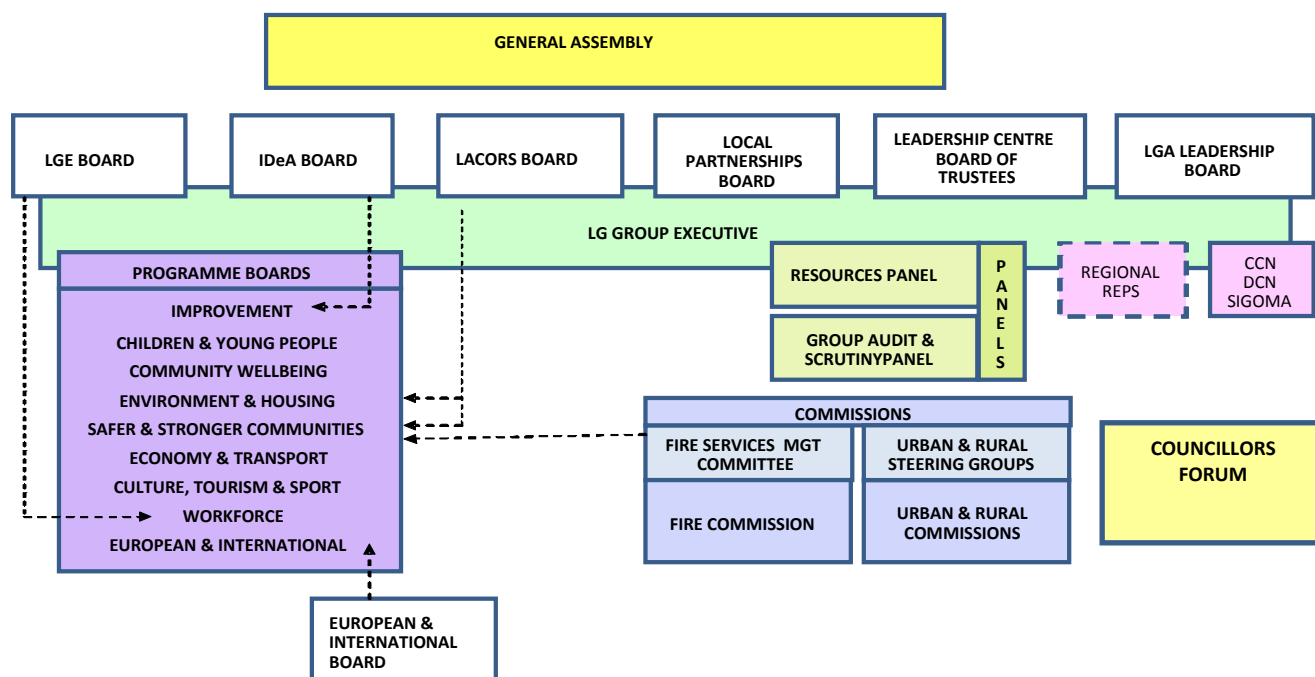 GENERAL ASSEMBLY
LGE BOARD
IDeA BOARD
LACORS BOARD
LOCAL
PARTNERSHIPS
BOARD
LEADERSHIP CENTRE
BOARD OF
TRUSTEES
LGA LEADERSHIP
BOARD
LG GROUP EXECUTIVE
PROGRAMME BOARDS
IMPROVEMENT
CHILDREN & YOUNG PEOPLE
COMMUNITY WELLBEING
ENVIRONMENT & HOUSING
SAFER & STRONGER COMMUNITIES
ECONOMY & TRANSPORT
CULTURE, TOURISM & SPORT
WORKFORCE
EUROPEAN & INTERNATIONAL
RESOURCES PANEL
GROUP AUDIT &
SCRUTINYPANEL
P
A
N
E
L
S
REGIONAL
REPS
CCN
DCN
SIGOMA
COMMISSIONS
FIRE SERVICES MGT
COMMITTEE
URBAN & RURAL
STEERING GROUPS
FIRE COMMISSION
URBAN & RURAL
COMMISSIONS
COUNCILLORS
FORUM
EUROPEAN &
INTERNATIONAL
BOARD